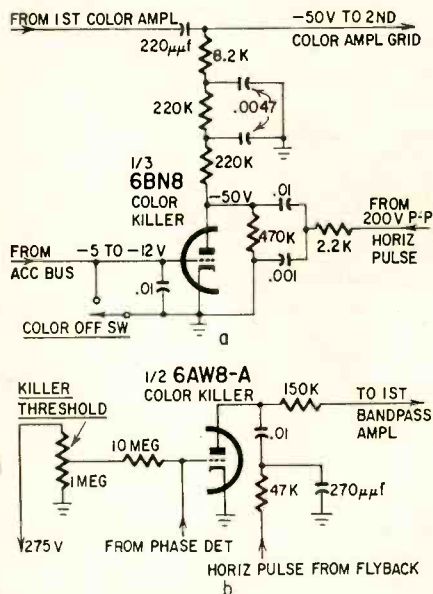 FROM 1ST COLOR AMPL
-50V TO 2ND
COLOR AMPL GRID
220μμf
8.2K
220K
.0047
220K
1/3
6BN8
COLOR
KILLER
-50V
.01
FROM
200V P-P
HORIZ
PULSE
470K
2.2K
.001
FROM
ACC BUS
-5 TO -12V
.01
COLOR OFF SW
a
1/2 6AW8-A
COLOR KILLER
150K
TO 1ST
BANDPASS
AMPL
KILLER
THRESHOLD
10 MEG
.01
1MEG
47K
270μμf
275V
FROM PHASE DET
HORIZ PULSE FROM FLYBACK
b